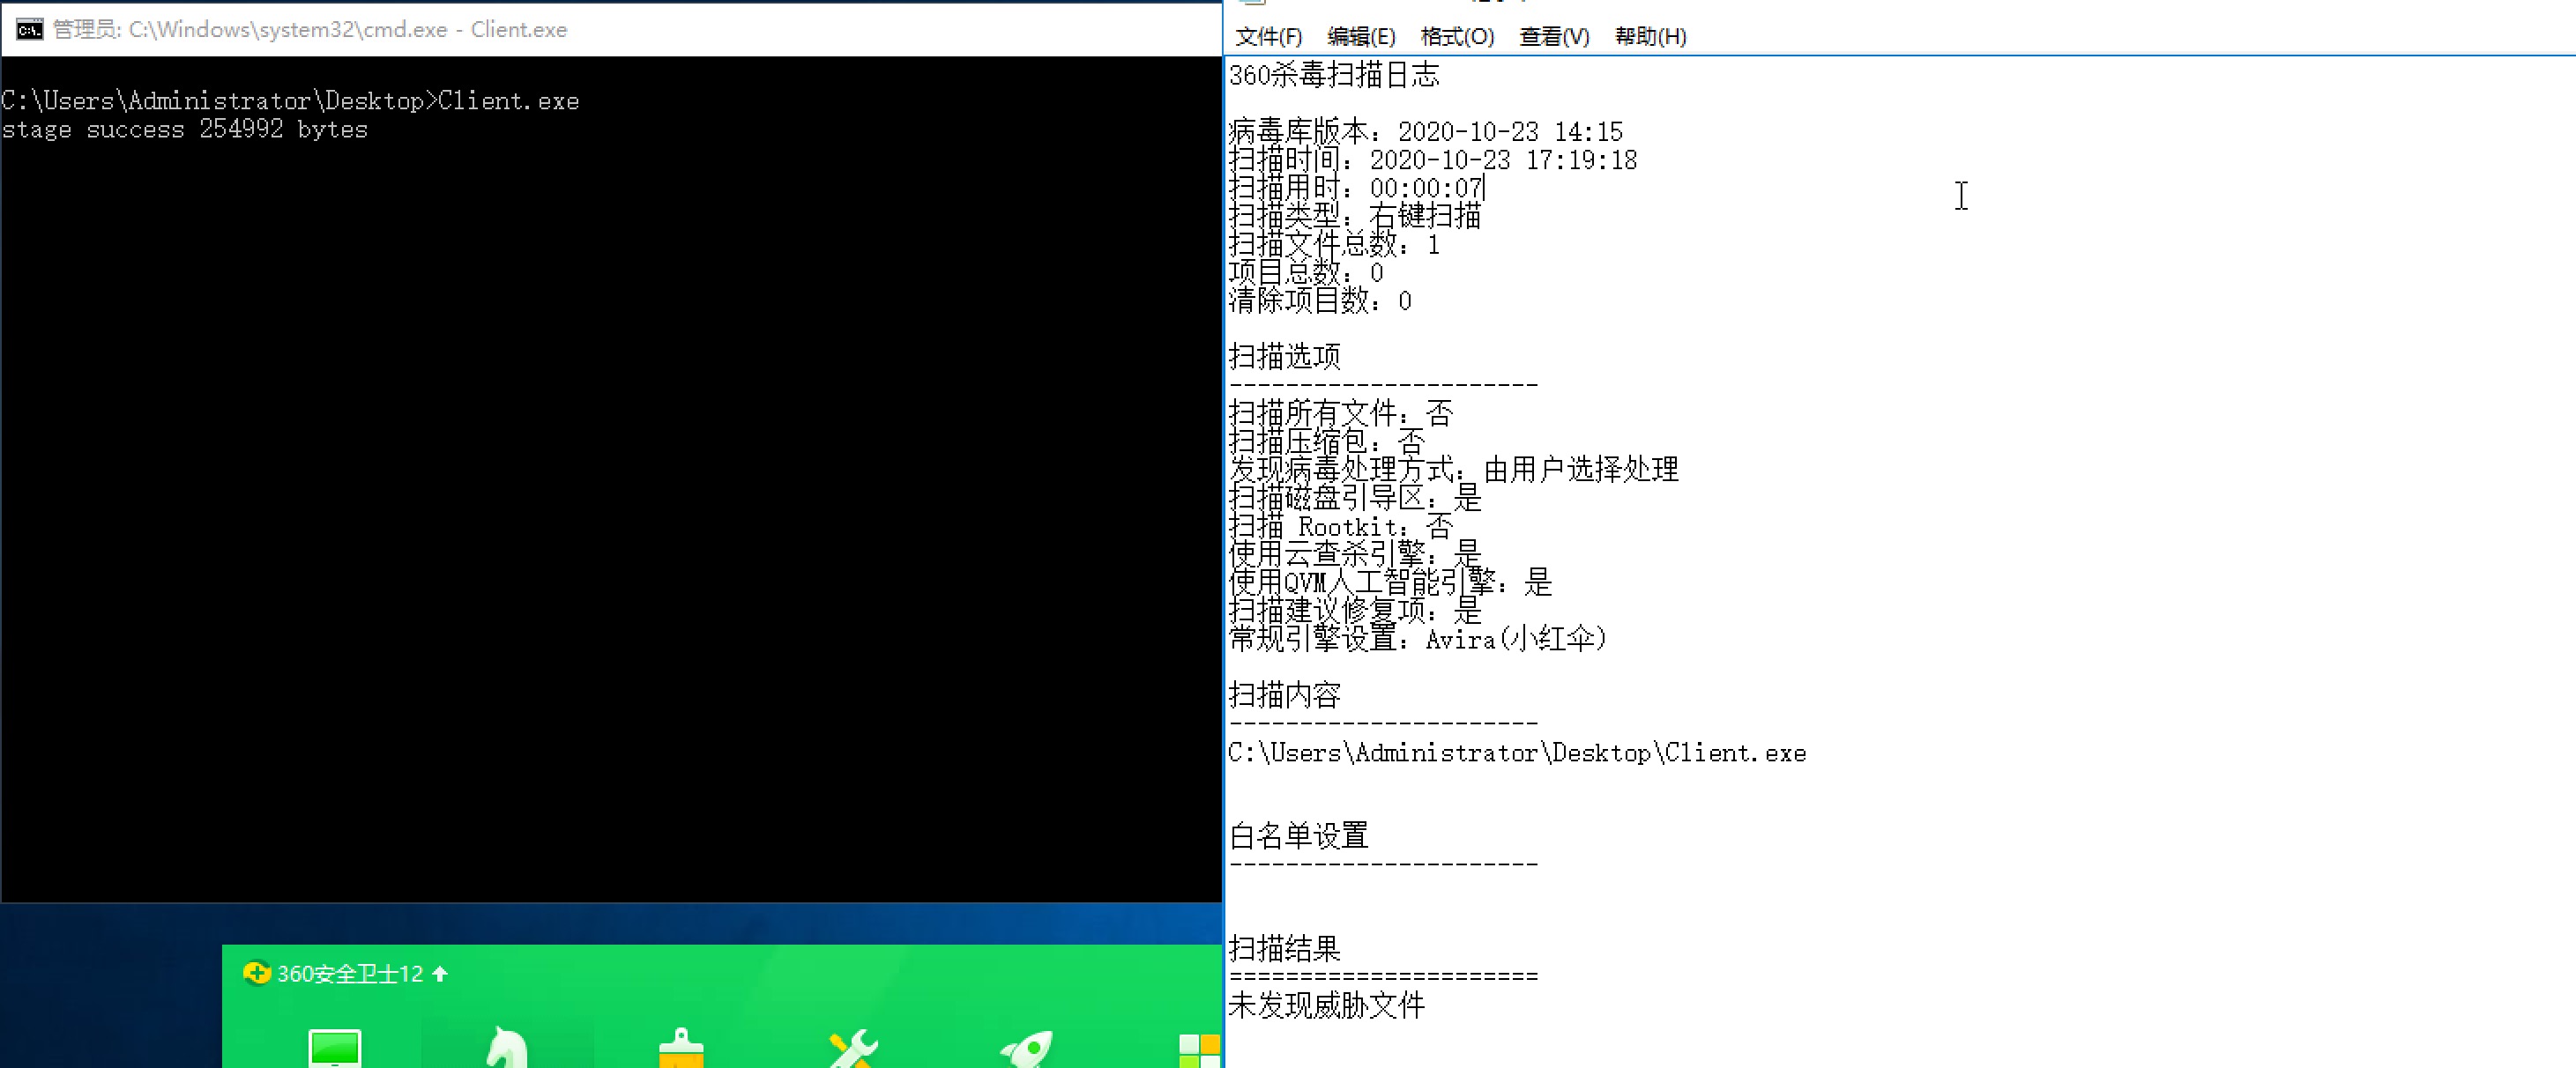 管理员: C:\Windows\system32\cmd.exe - Client.exe
C:\Users\Administrator\Desktop>Client.exe
stage success 254992 bytes
360安全卫士12
文件(F) 编辑(E) 格式(O) 查看(V) 帮助(H)
360杀毒扫描日志
病毒库版本：2020-10-23 14:15
扫描时间：2020-10-23 17:19:18
扫描用时：00:00:07
扫描类型：右键扫描
扫描文件总数：1
项目总数：0
清除项目数：0
扫描选项
----------------------
扫描所有文件：否
扫描压缩包：否
发现病毒处理方式：由用户选择处理
扫描磁盘引导区：是
扫描 Rootkit：否
使用云查杀引擎：是
使用QVM人工智能引擎：是
扫描建议修复项：是
常规引擎设置：Avira(小红伞)
扫描内容
----------------------
C:\Users\Administrator\Desktop\Client.exe
白名单设置
----------------------
扫描结果
======================
未发现威胁文件